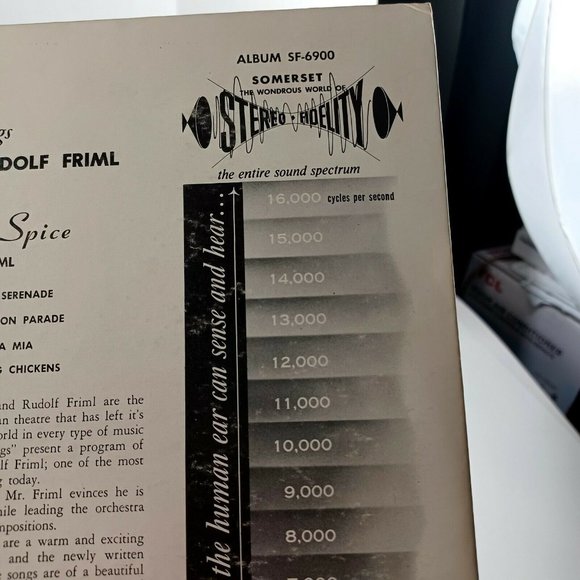 ALBUM SF-6900
SOMERSET
THE WONDROUS WORLD OF
STEREO-FIDELITY
the entire sound spectrum
gs
DOLF FRIML
Spice
ML
SERENADE
ON PARADE
A MIA
G CHICKENS
and Rudolf Friml are the
n theatre that has left it's
orld in every type of music
gs" present a program of
lf Friml; one of the most
g today.
Mr. Friml evinces he is
hile leading the orchestra
mpositions.
are a warm and exciting
and the newly written
songs are of a beautiful
the human ear can sense and hear...
16,000 cycles per second
15,000
14,000
13,000
12,000
11,000
10,000
9,000
8,000